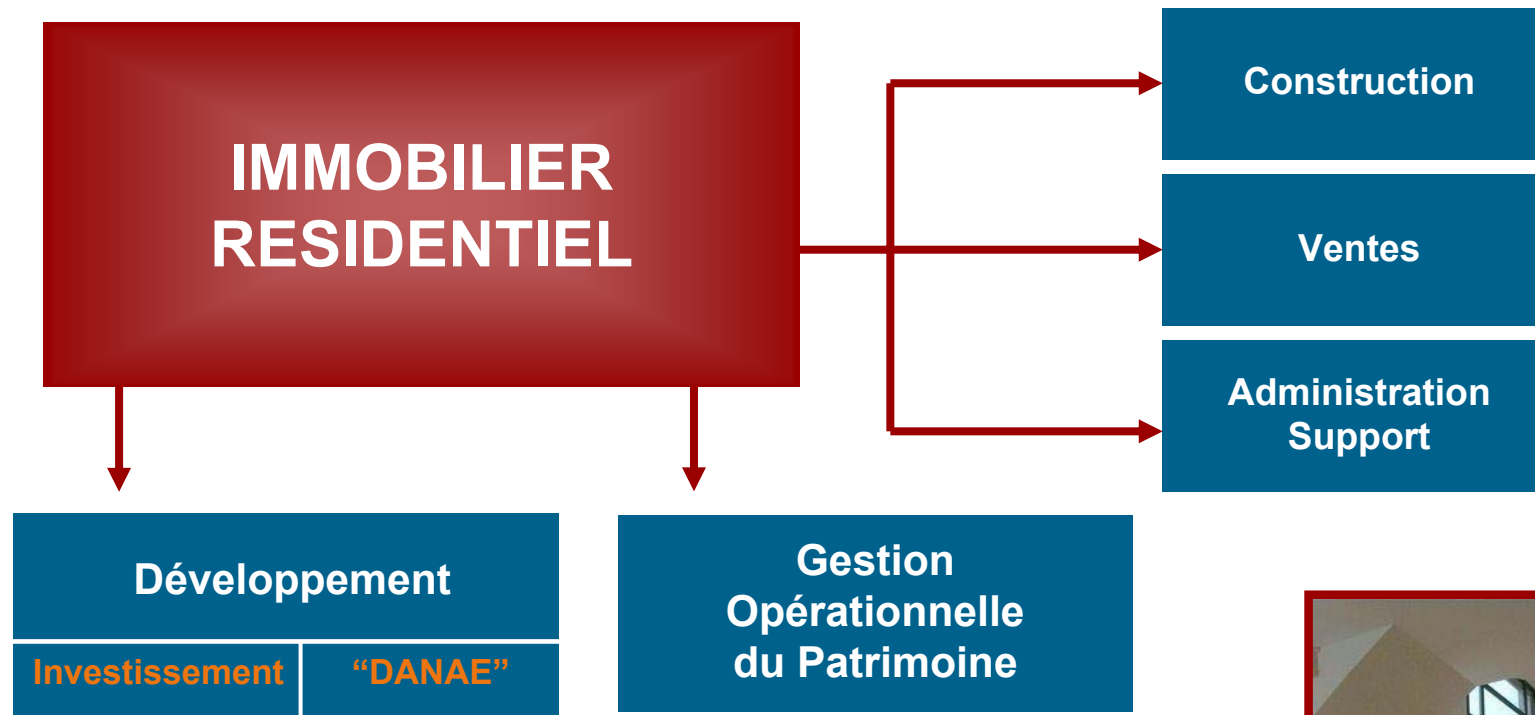 IMMOBILIER
RESIDENTIEL
Construction
Ventes
Administration
Support
Développement
Investissement
“DANAE”
Gestion
Opérationnelle
du Patrimoine